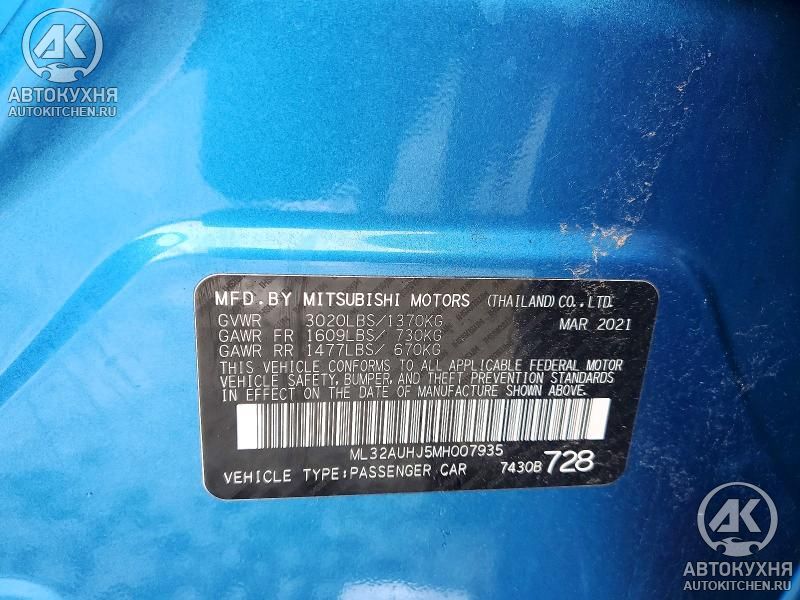 AK
АВТОКУХНЯ
AUTOKITCHEN.RU
MFD.BY MITSUBISHI MOTORS (THAILAND) CO.,LTD.
GVWR 3020LBS/1370KG MAR 2021
GAWR FR 1609LBS/ 730KG
GAWR RR 1477LBS/ 670KG
THIS VEHICLE CONFORMS TO ALL APPLICABLE FEDERAL MOTOR
VEHICLE SAFETY, BUMPER, AND THEFT PREVENTION STANDARDS
IN EFFECT ON THE DATE OF MANUFACTURE SHOWN ABOVE.
ML32AUHJ5MH007935
VEHICLE TYPE:PASSENGER CAR 7430B 728
AK
АВТОКУХНЯ
AUTOKITCHEN.RU